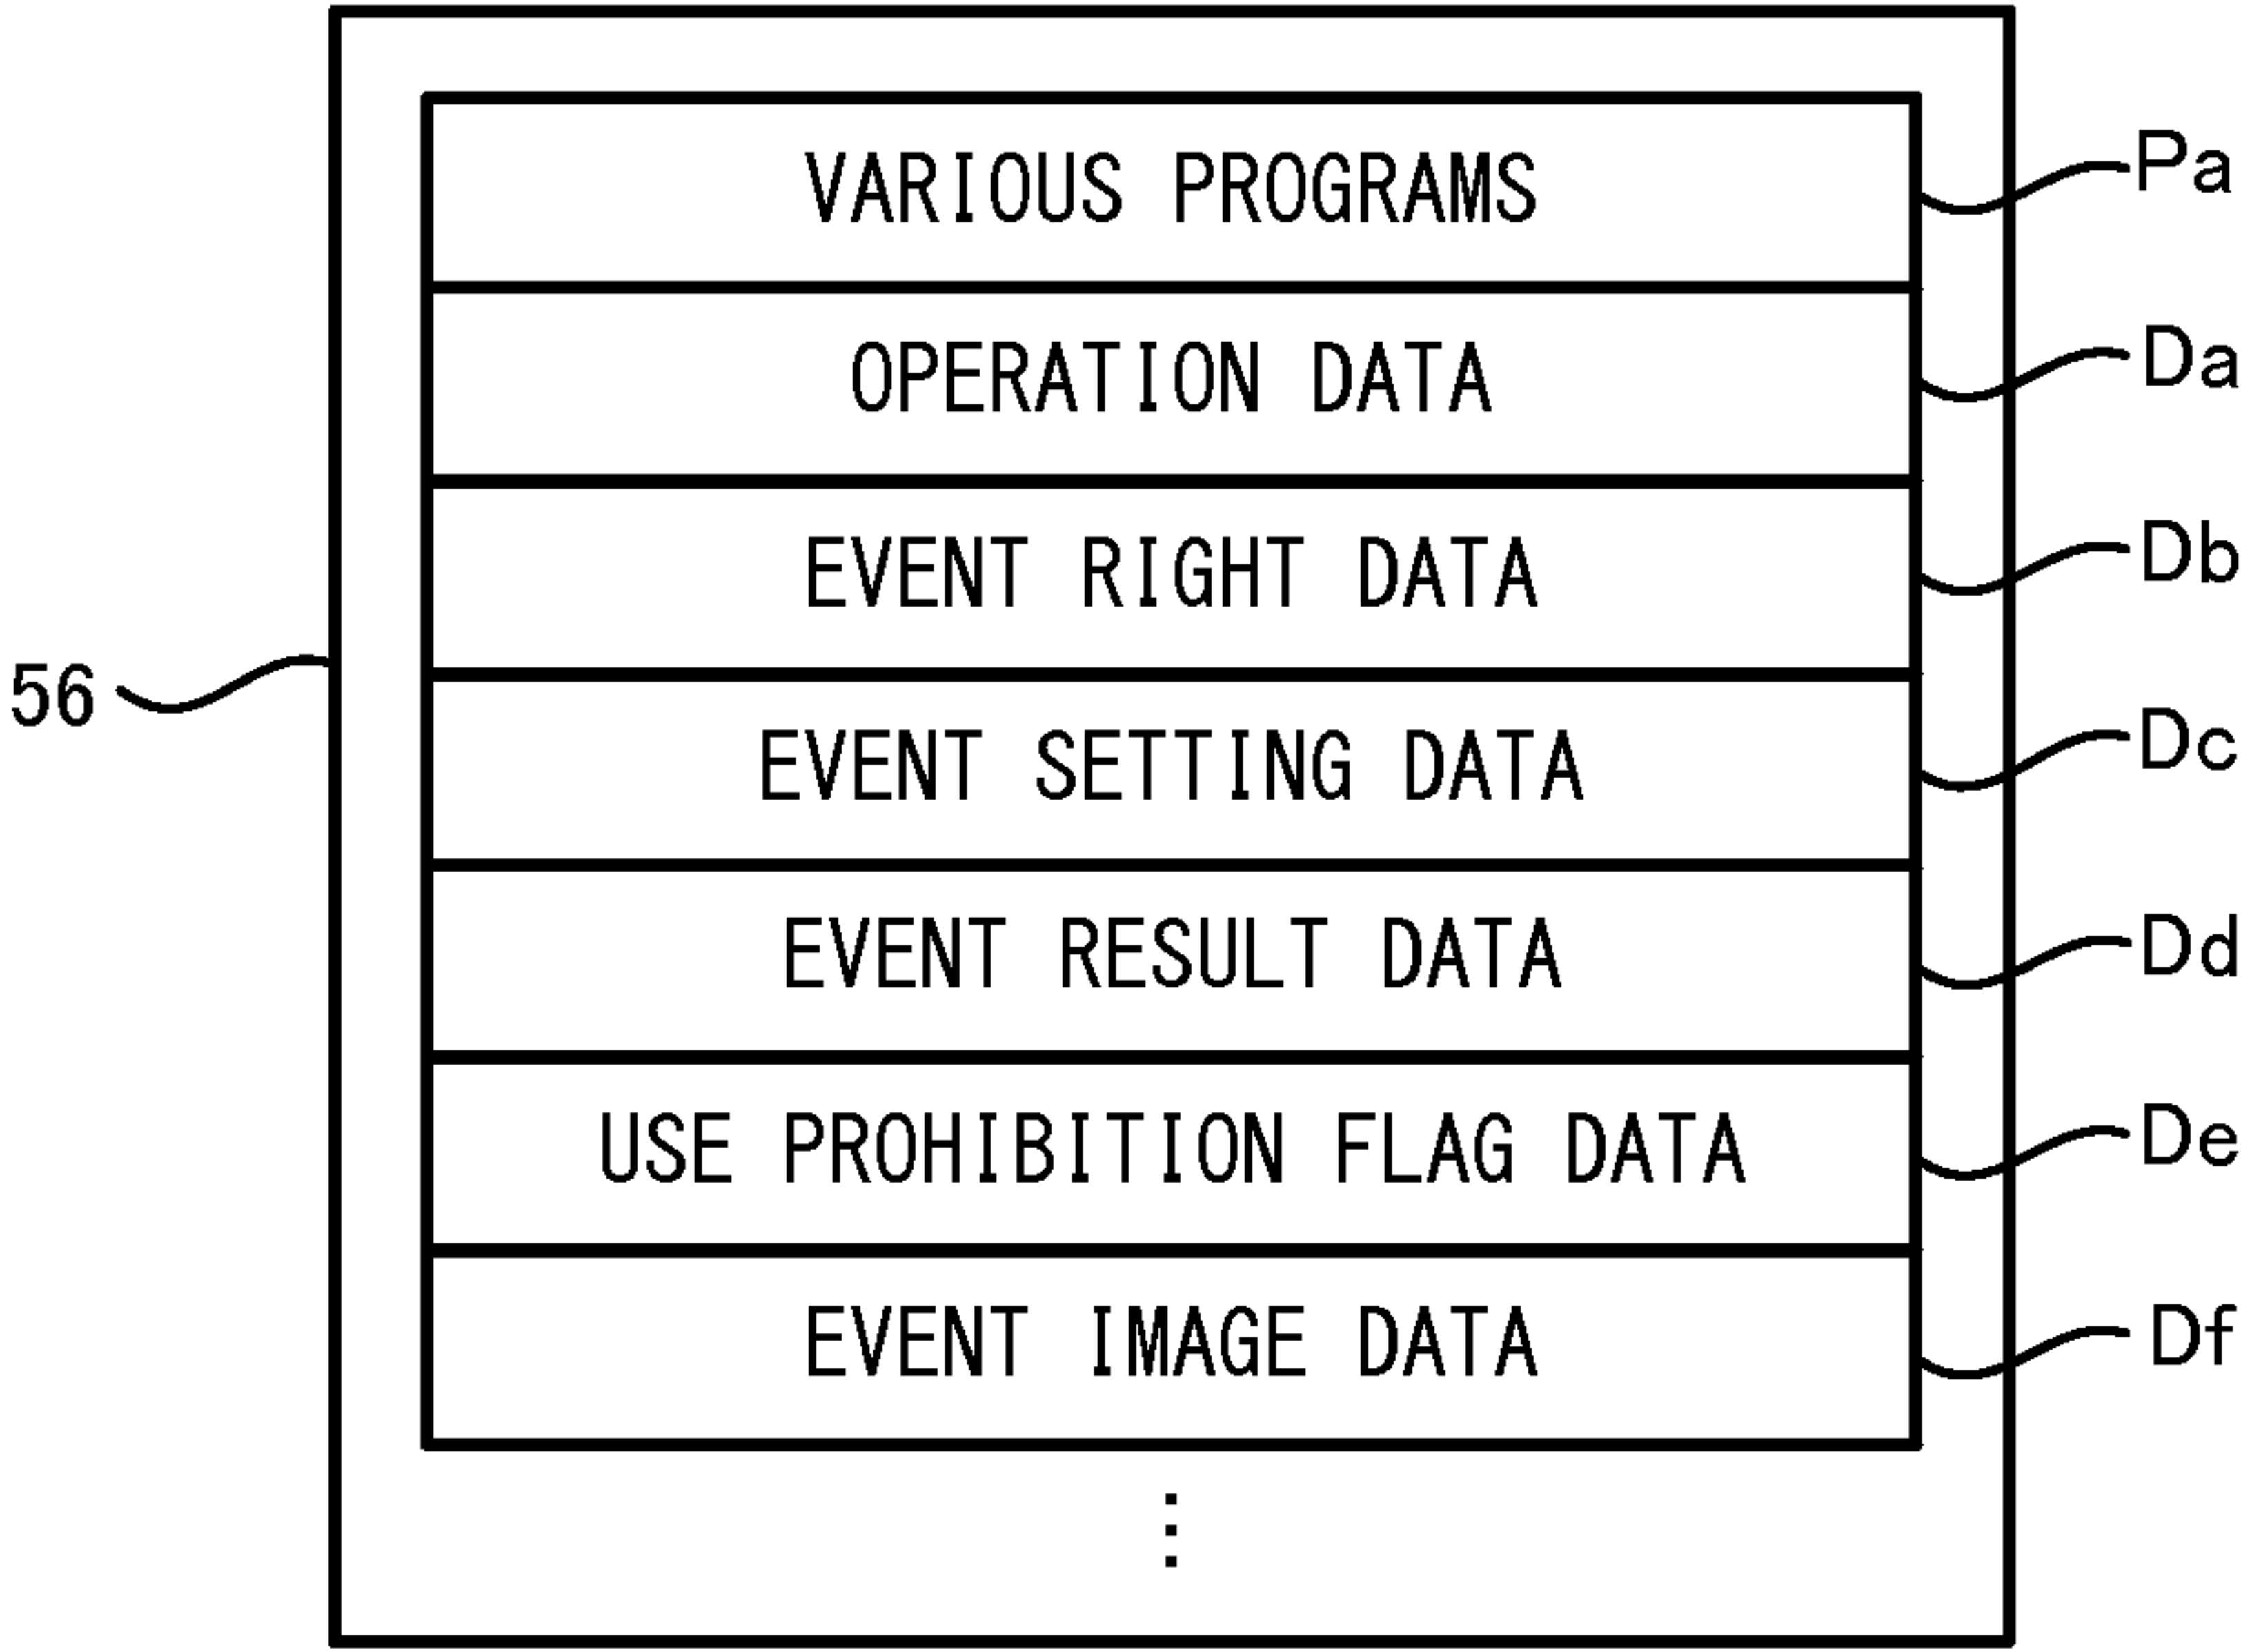 VARIOUS PROGRAMS Pa
OPERATION DATA Da
EVENT RIGHT DATA Db
56
EVENT SETTING DATA Dc
EVENT RESULT DATA Dd
USE PROHIBITION FLAG DATA De
EVENT IMAGE DATA Df
⋮